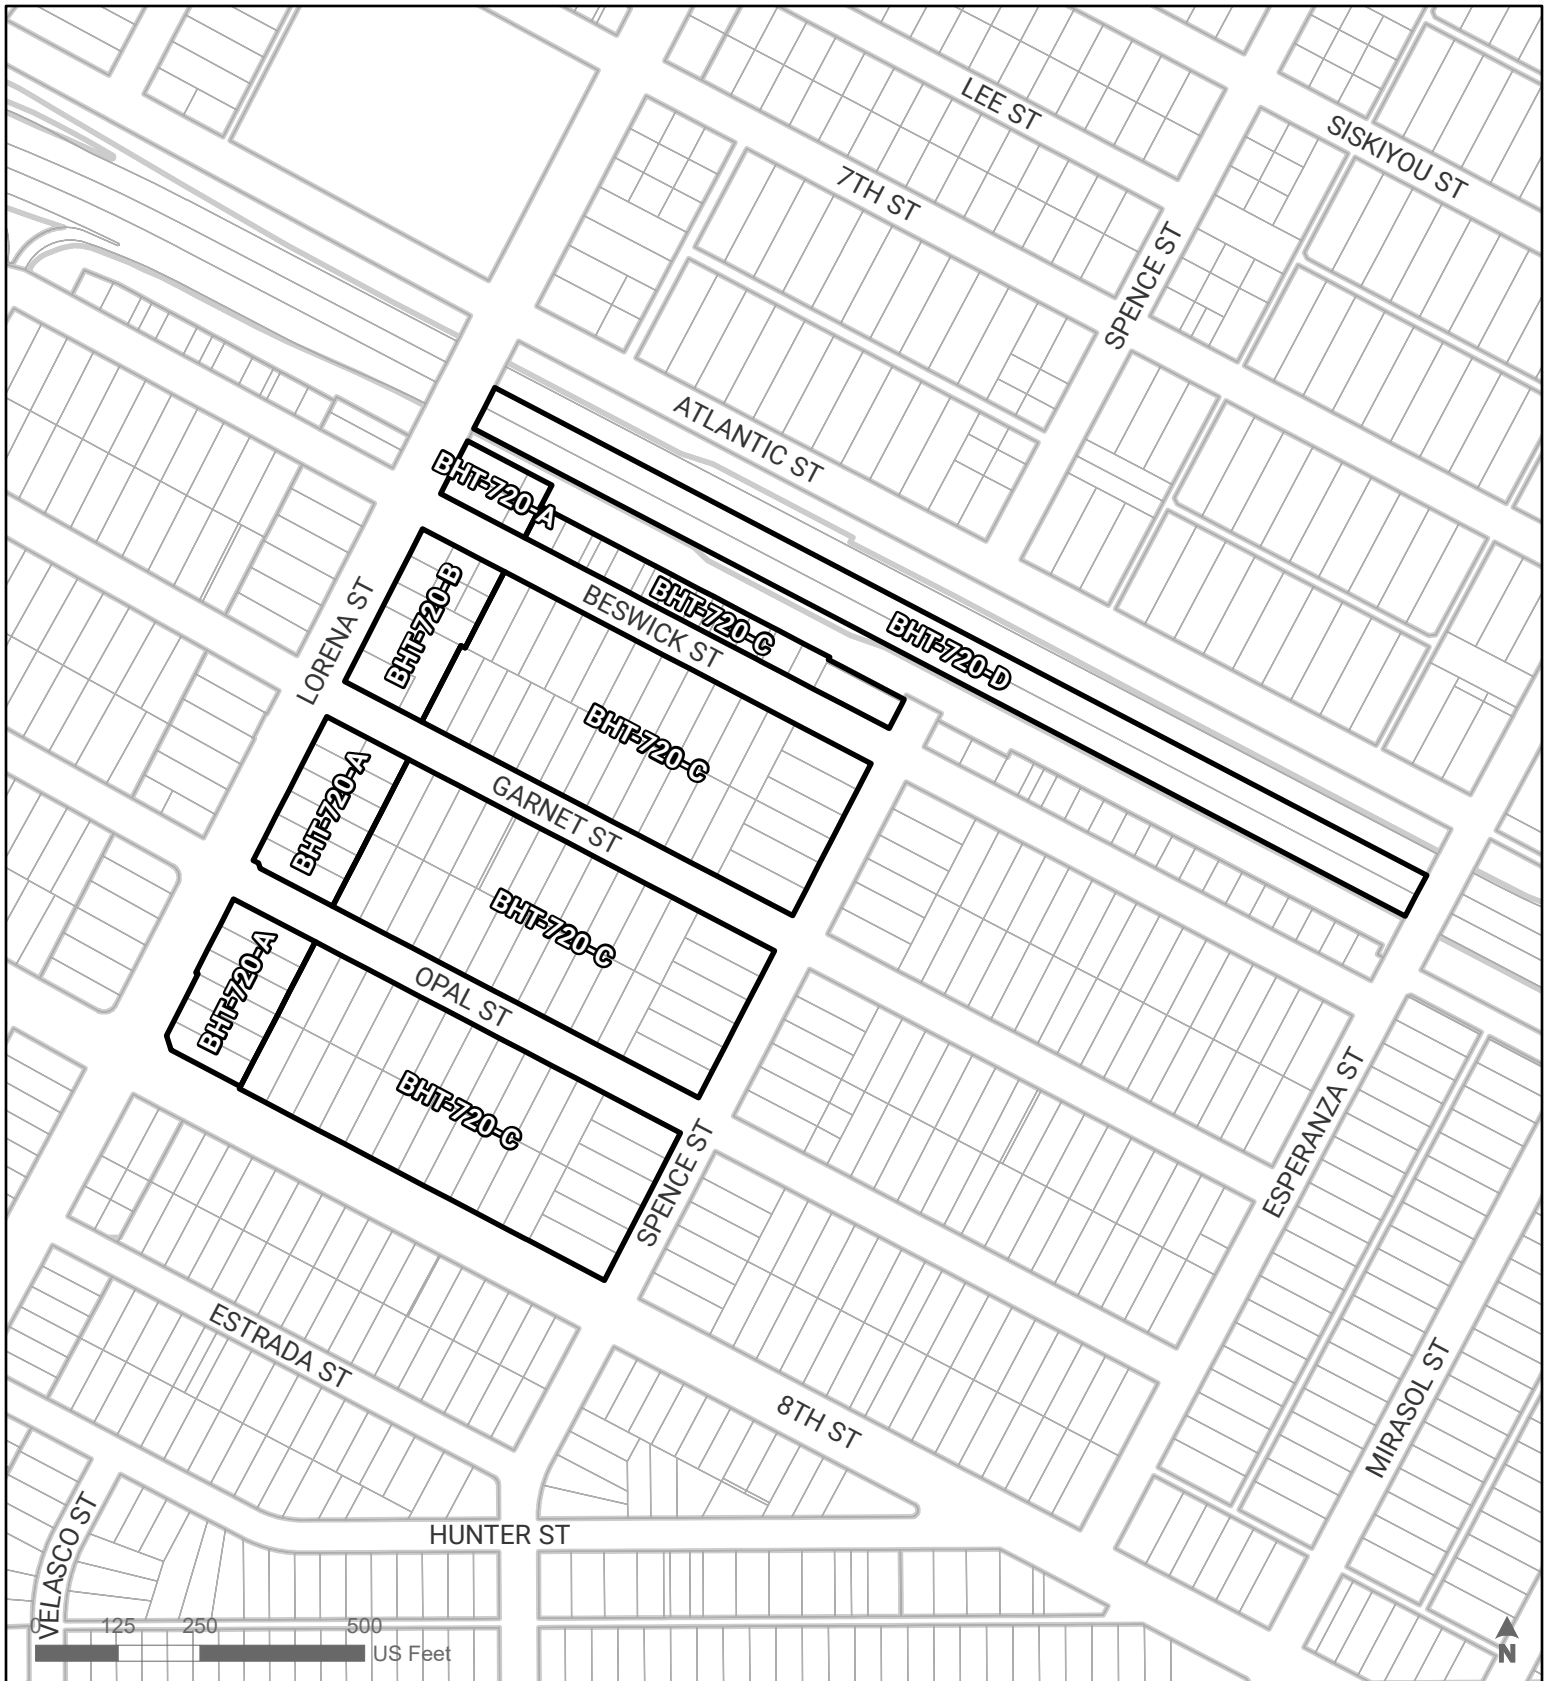 LEE ST
SISKIYOU ST
7TH ST
SPENCE ST
ATLANTIC ST
BHT-720-A
BHT-720-B
BHT-720-C
BESWICK ST
BHT-720-D
LORENA ST
BHT-720-C
BHT-720-A
GARNET ST
BHT-720-C
BHT-720-A
OPAL ST
BHT-720-C
SPENCE ST
ESPERANZA ST
ESTRADA ST
8TH ST
MIRASOL ST
HUNTER ST
VELASCO ST
0 125 250 500
US Feet
N